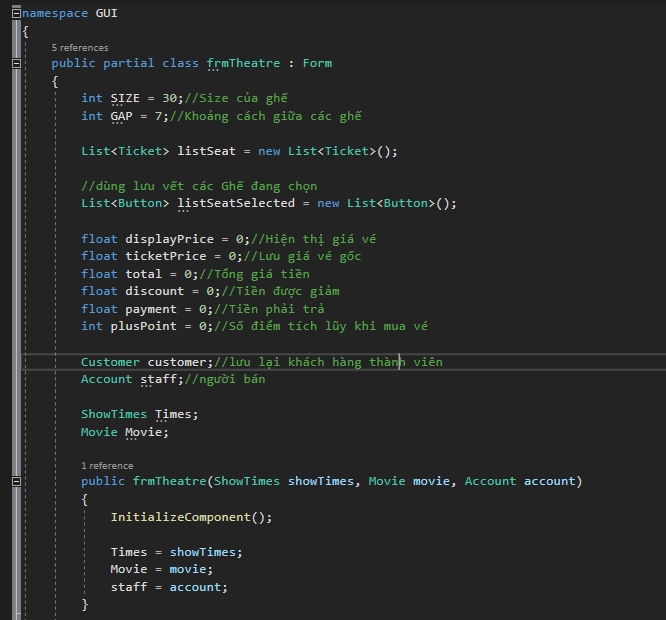 namespace GUI
{
5 references
public partial class frmTheatre : Form
{
int SIZE = 30;//Size của ghế
int GAP = 7;//Khoảng cách giữa các ghế
List<Ticket> listSeat = new List<Ticket>();
//dùng lưu vết các Ghế đang chọn
List<Button> listSeatSelected = new List<Button>();
float displayPrice = 0;//Hiện thị giá vé
float ticketPrice = 0;//Lưu giá vé gốc
float total = 0;//Tổng giá tiền
float discount = 0;//Tiền được giảm
float payment = 0;//Tiền phải trả
int plusPoint = 0;//Số điểm tích lũy khi mua vé
Customer customer;//lưu lại khách hàng thành viên
Account staff;//người bán
ShowTimes Times;
Movie Movie;
1 reference
public frmTheatre(ShowTimes showTimes, Movie movie, Account account)
{
InitializeComponent();
Times = showTimes;
Movie = movie;
staff = account;
}